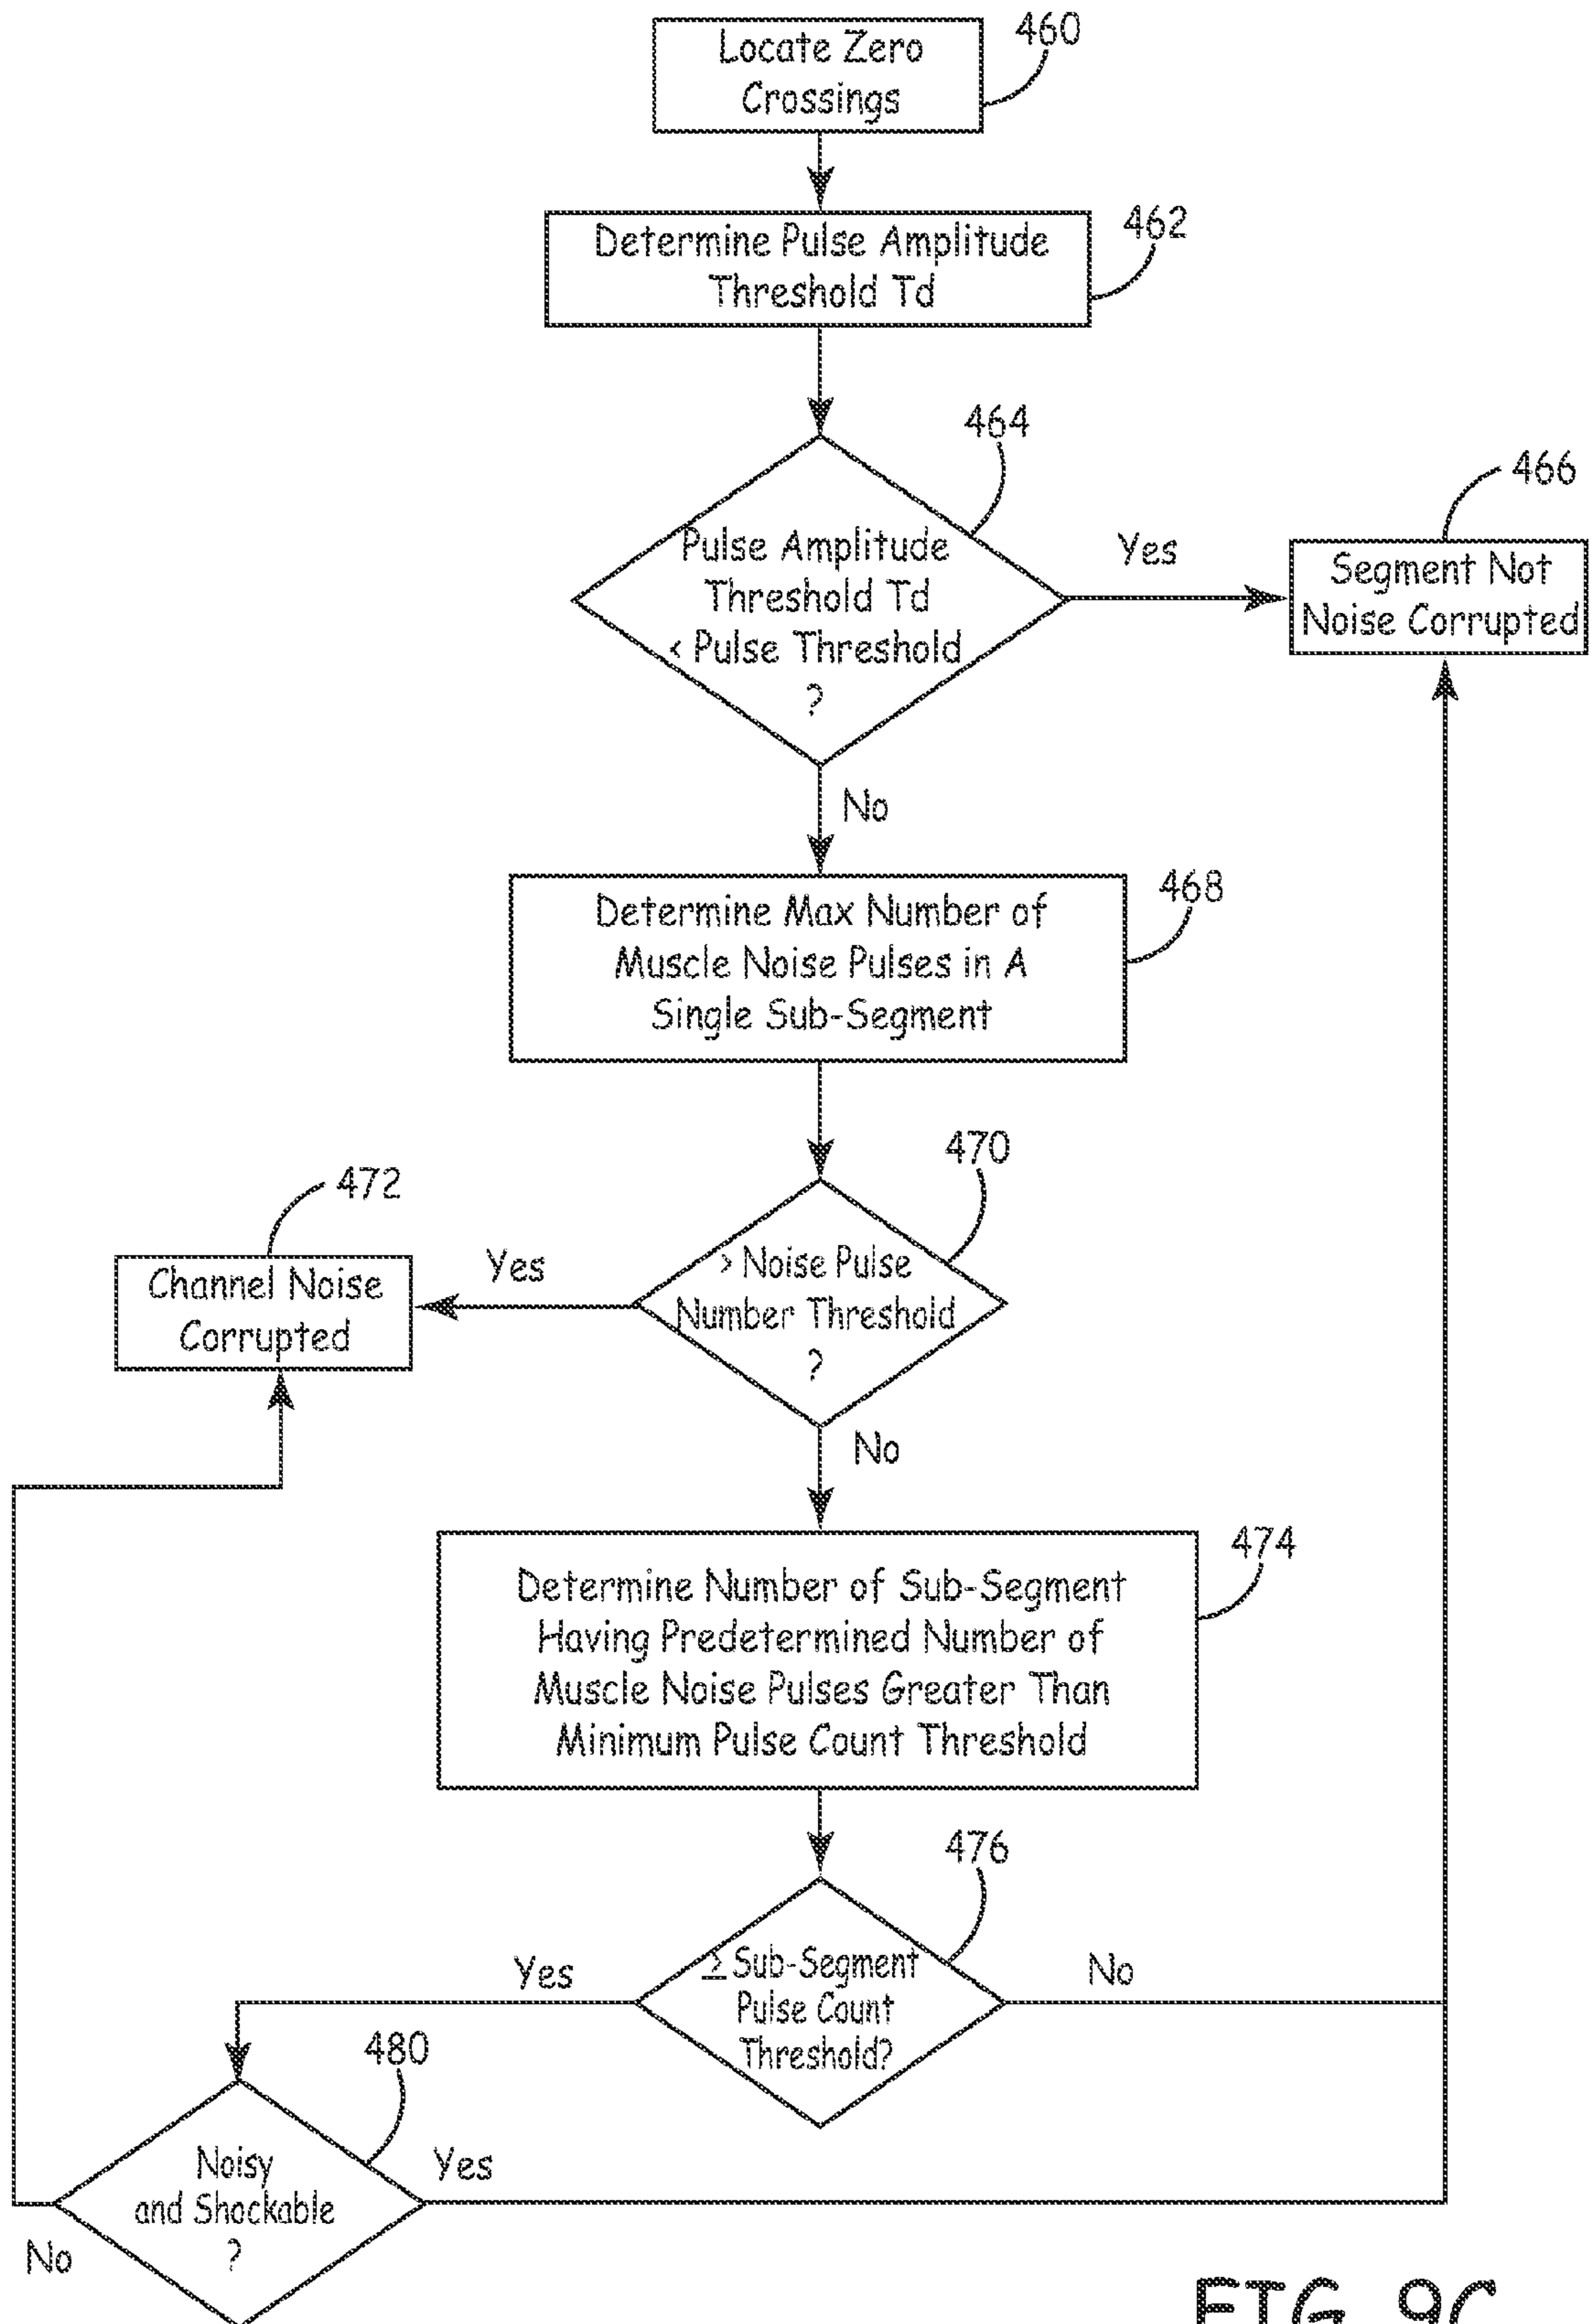 460
Locate Zero
Crossings
462
Determine Pulse Amplitude
Threshold Td
464
Pulse Amplitude
Threshold Td
< Pulse Threshold
?
Yes
466
Segment Not
Noise Corrupted
No
468
Determine Max Number of
Muscle Noise Pulses in A
Single Sub-Segment
470
> Noise Pulse
Number Threshold
?
Yes
472
Channel Noise
Corrupted
No
474
Determine Number of Sub-Segment
Having Predetermined Number of
Muscle Noise Pulses Greater Than
Minimum Pulse Count Threshold
476
≥ Sub-Segment
Pulse Count
Threshold?
Yes
No
480
Noisy
and Shockable
?
Yes
No
FIG. 9C